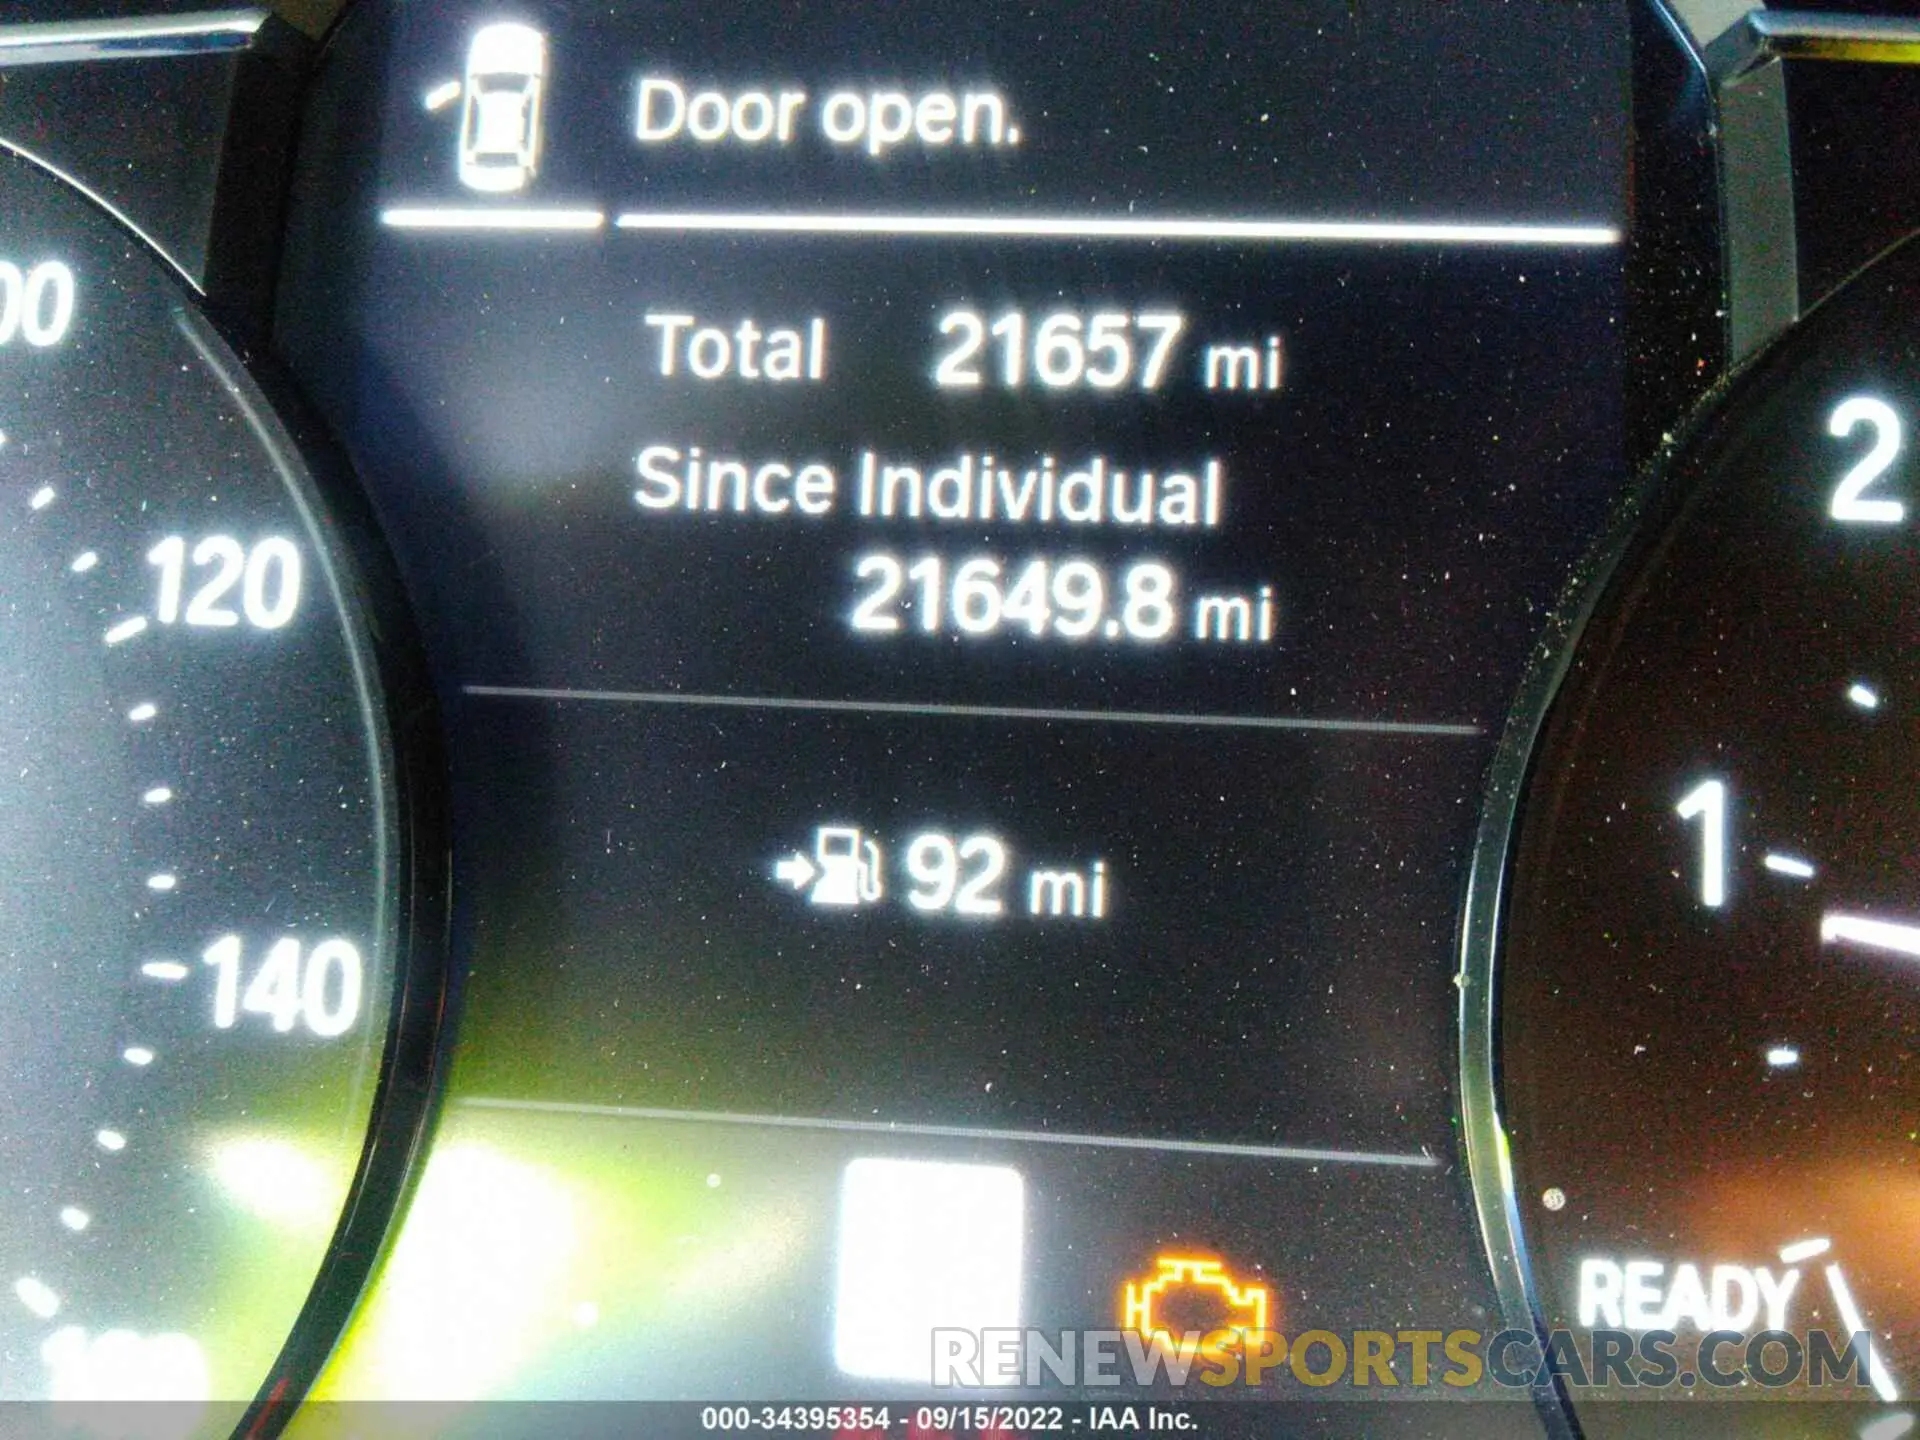 Door open.
Total 21657 mi
Since Individual
21649.8 mi
92 mi
120
140
2
1
READY
RENEWSPORTSCARS.COM
000-34395354 - 09/15/2022 - IAA Inc.